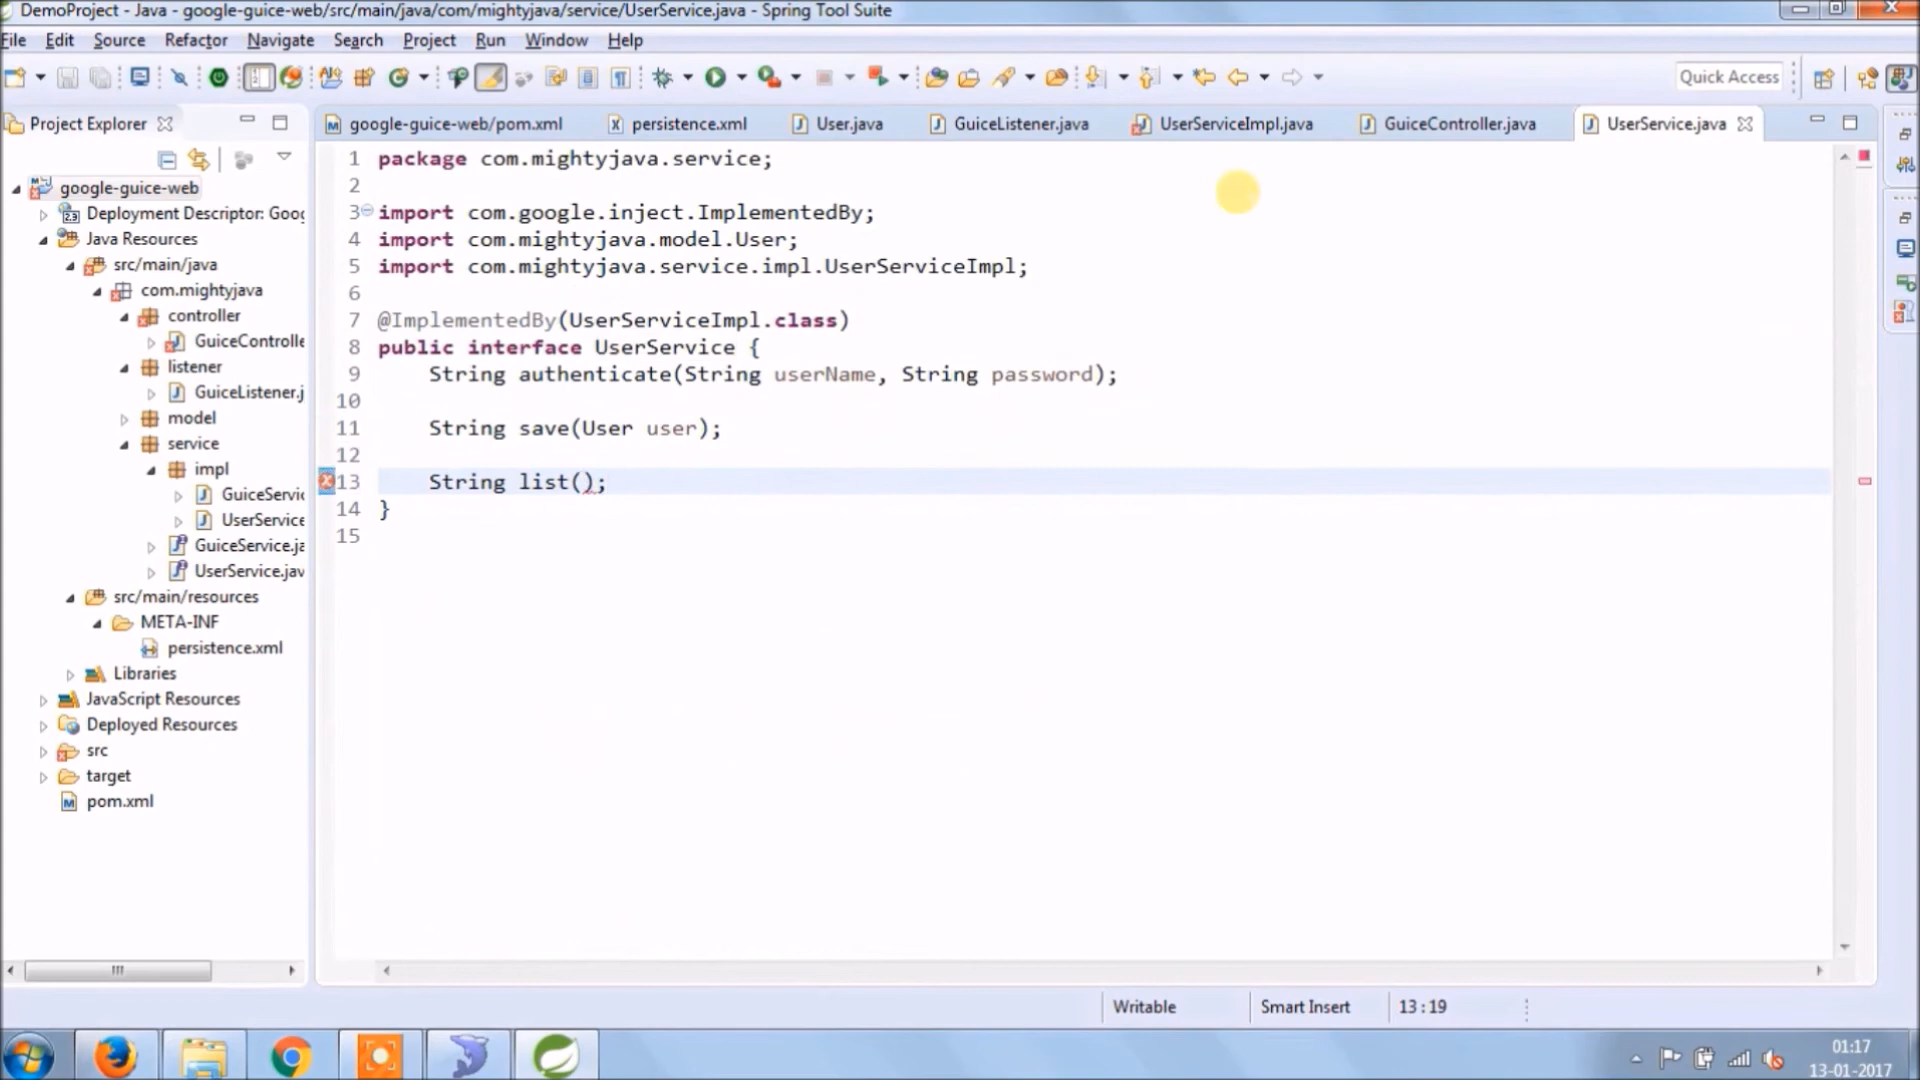 DemoProject - Java - google-guice-web/src/main/java/com/mightyjava/service/UserService.java - Spring Tool Suite
File Edit Source Refactor Navigate Search Project Run Window Help
Quick Access
Project Explorer
google-guice-web/pom.xml persistence.xml User.java GuiceListener.java UserServiceImpl.java GuiceController.java UserService.java
google-guice-web
Deployment Descriptor: Goog
Java Resources
src/main/java
com.mightyjava
controller
GuiceControlle
listener
GuiceListener.j
model
service
impl
GuiceServic
UserService
GuiceService.ja
UserService.jav
src/main/resources
META-INF
persistence.xml
Libraries
JavaScript Resources
Deployed Resources
src
target
pom.xml
1 package com.mightyjava.service;
2
3 import com.google.inject.ImplementedBy;
4 import com.mightyjava.model.User;
5 import com.mightyjava.service.impl.UserServiceImpl;
6
7 @ImplementedBy(UserServiceImpl.class)
8 public interface UserService {
9 String authenticate(String userName, String password);
10
11 String save(User user);
12
13 String list();
14 }
15
Writable Smart Insert 13 : 19
01:17
13-01-2017